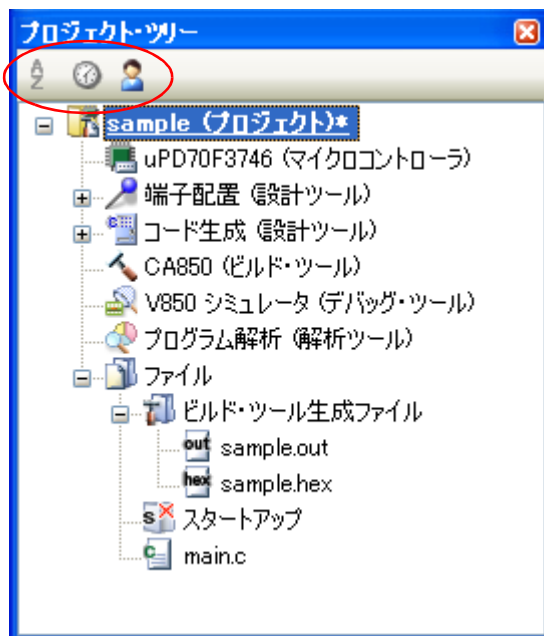 プロジェクト・ツリー
A
Z
sample (プロジェクト)*
uPD70F3746 (マイクロコントローラ)
端子配置 (設計ツール)
コード生成 (設計ツール)
CA850 (ビルド・ツール)
V850 シミュレータ (デバッグ・ツール)
プログラム解析 (解析ツール)
ファイル
ビルド・ツール生成ファイル
out sample.out
hex sample.hex
S スタートアップ
C main.c